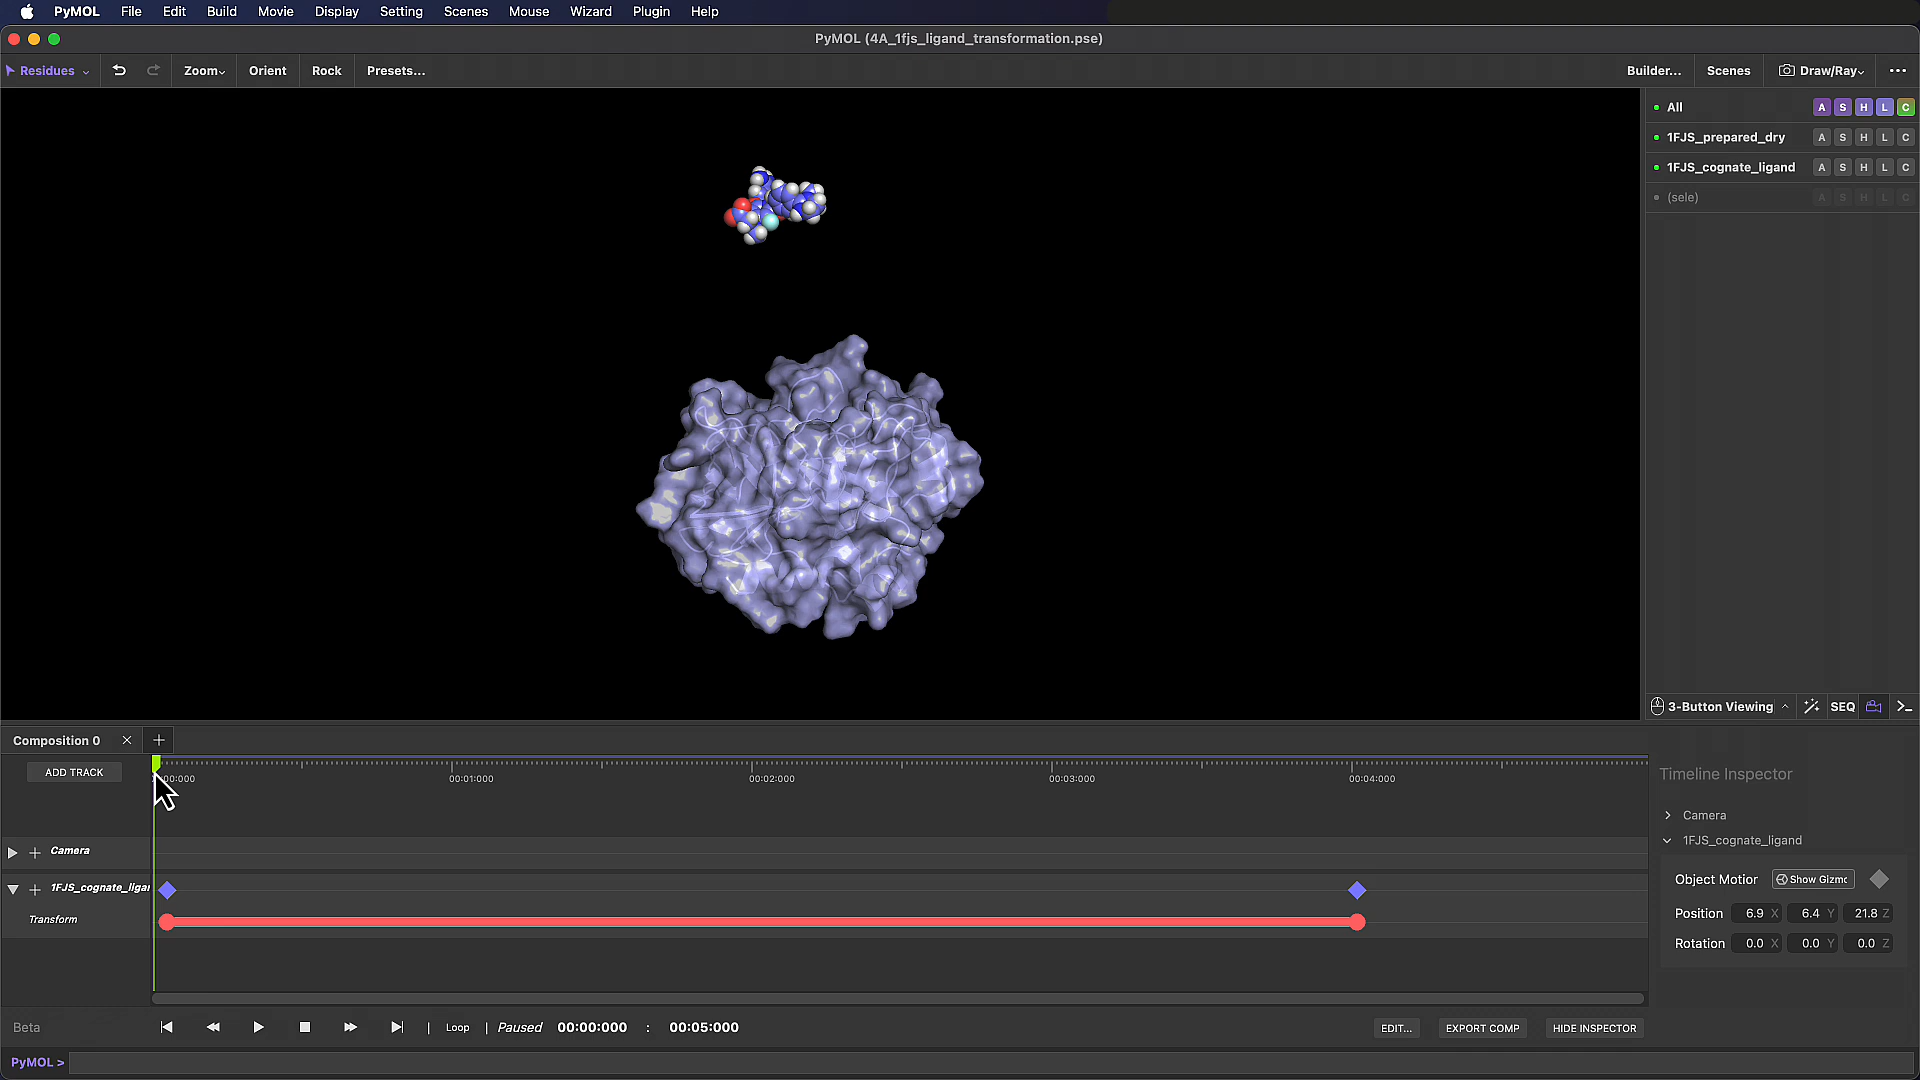 PyMOL File Edit Build Movie Display Setting Scenes Mouse Wizard Plugin Help
PyMOL (4A_1fjs_ligand_transformation.pse)
Residues Zoom Orient Rock Presets... Builder... Scenes Draw/Ray
All A S H L C
1FJS_prepared_dry A S H L C
1FJS_cognate_ligand A S H L C
(sele) A S H L C
3-Button Viewing SEQ
Composition 0
ADD TRACK
00:01:000 00:02:000 00:03:000 00:04:000
Timeline Inspector
Camera
1FJS_cognate_ligand
Camera
1FJS_cognate_ligar
Transform
Object Motior Show Gizmc
Position 6.9 X 6.4 Y 21.8 Z
Rotation 0.0 X 0.0 Y 0.0 Z
Beta Loop Paused 00:00:000 : 00:05:000 EDIT... EXPORT COMP HIDE INSPECTOR
PyMOL >